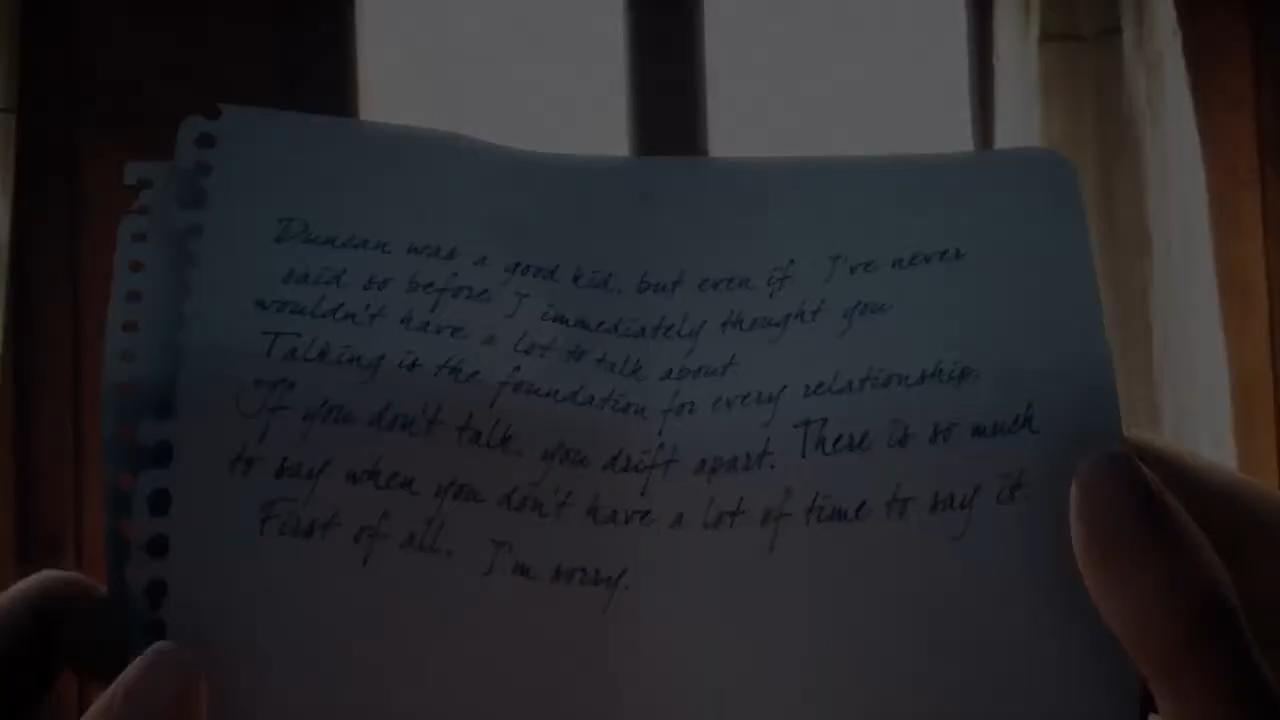 Duncan was a good kid, but even if I've never
said so before, I immediately thought you
wouldn't have a lot to talk about.
Talking is the foundation for every relationship.
If you don't talk, you drift apart. There is so much
to say when you don't have a lot of time to say it.
First of all, I'm sorry.